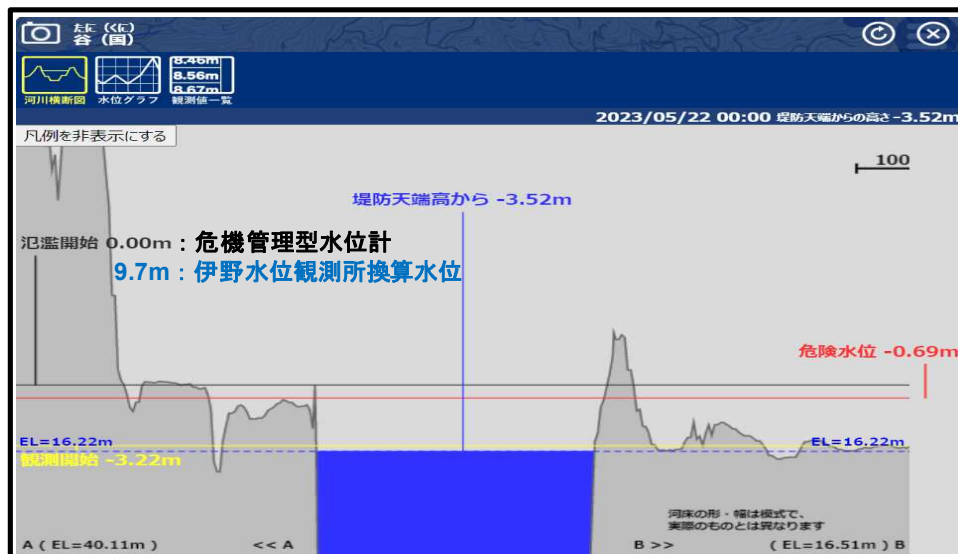 たに (くに)
谷 (国)
8.46m
8.56m
8.67m
河川横断図 水位グラフ 観測値一覧
2023/05/22 00:00 堤防天端からの高さ -3.52m
凡例を非表示にする
100
堤防天端高から -3.52m
氾濫開始 0.00m：危機管理型水位計
9.7m：伊野水位観測所換算水位
危険水位 -0.69m
EL=16.22m
EL=16.22m
観測開始 -3.22m
河床の形・幅は模式で、
実際のものとは異なります
A ( EL=40.11m )
<< A
B >>
( EL=16.51m ) B